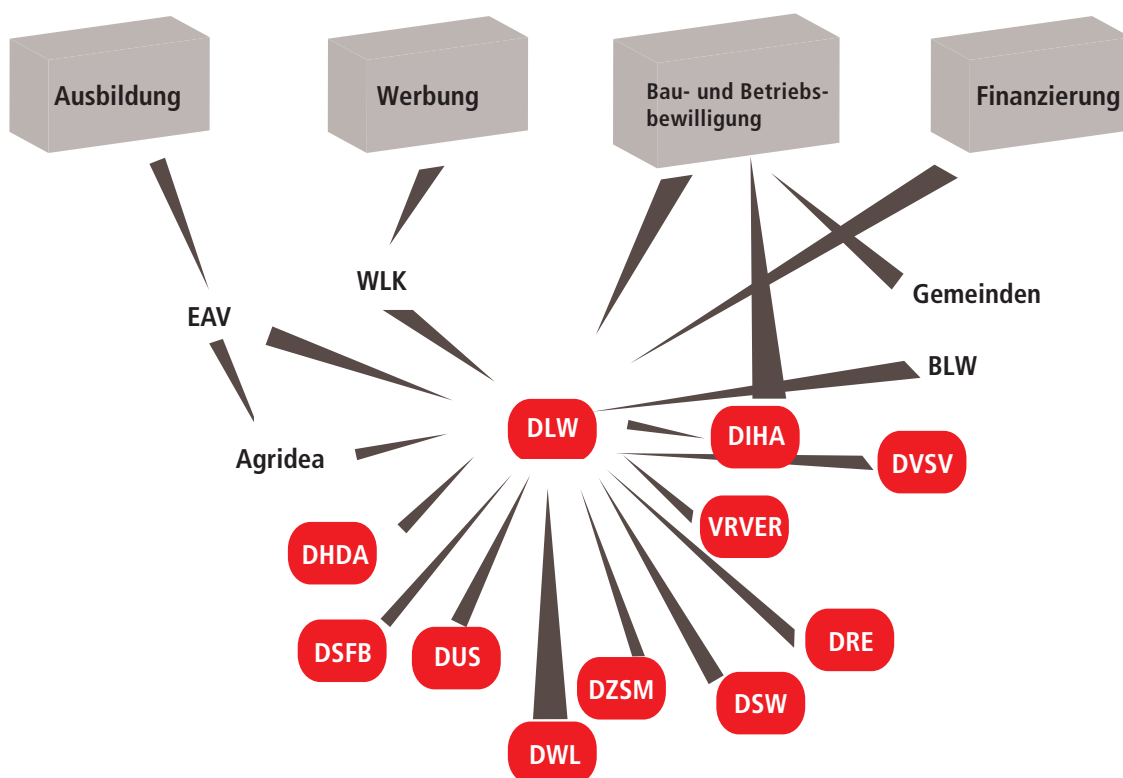 Ausbildung
Werbung
Bau- und Betriebs-
bewilligung
Finanzierung
WLK
Gemeinden
EAV
BLW
DLW
DIHA
Agridea
DVSV
VRVER
DHDA
DSFB
DUS
DRE
DZSM
DSW
DWL